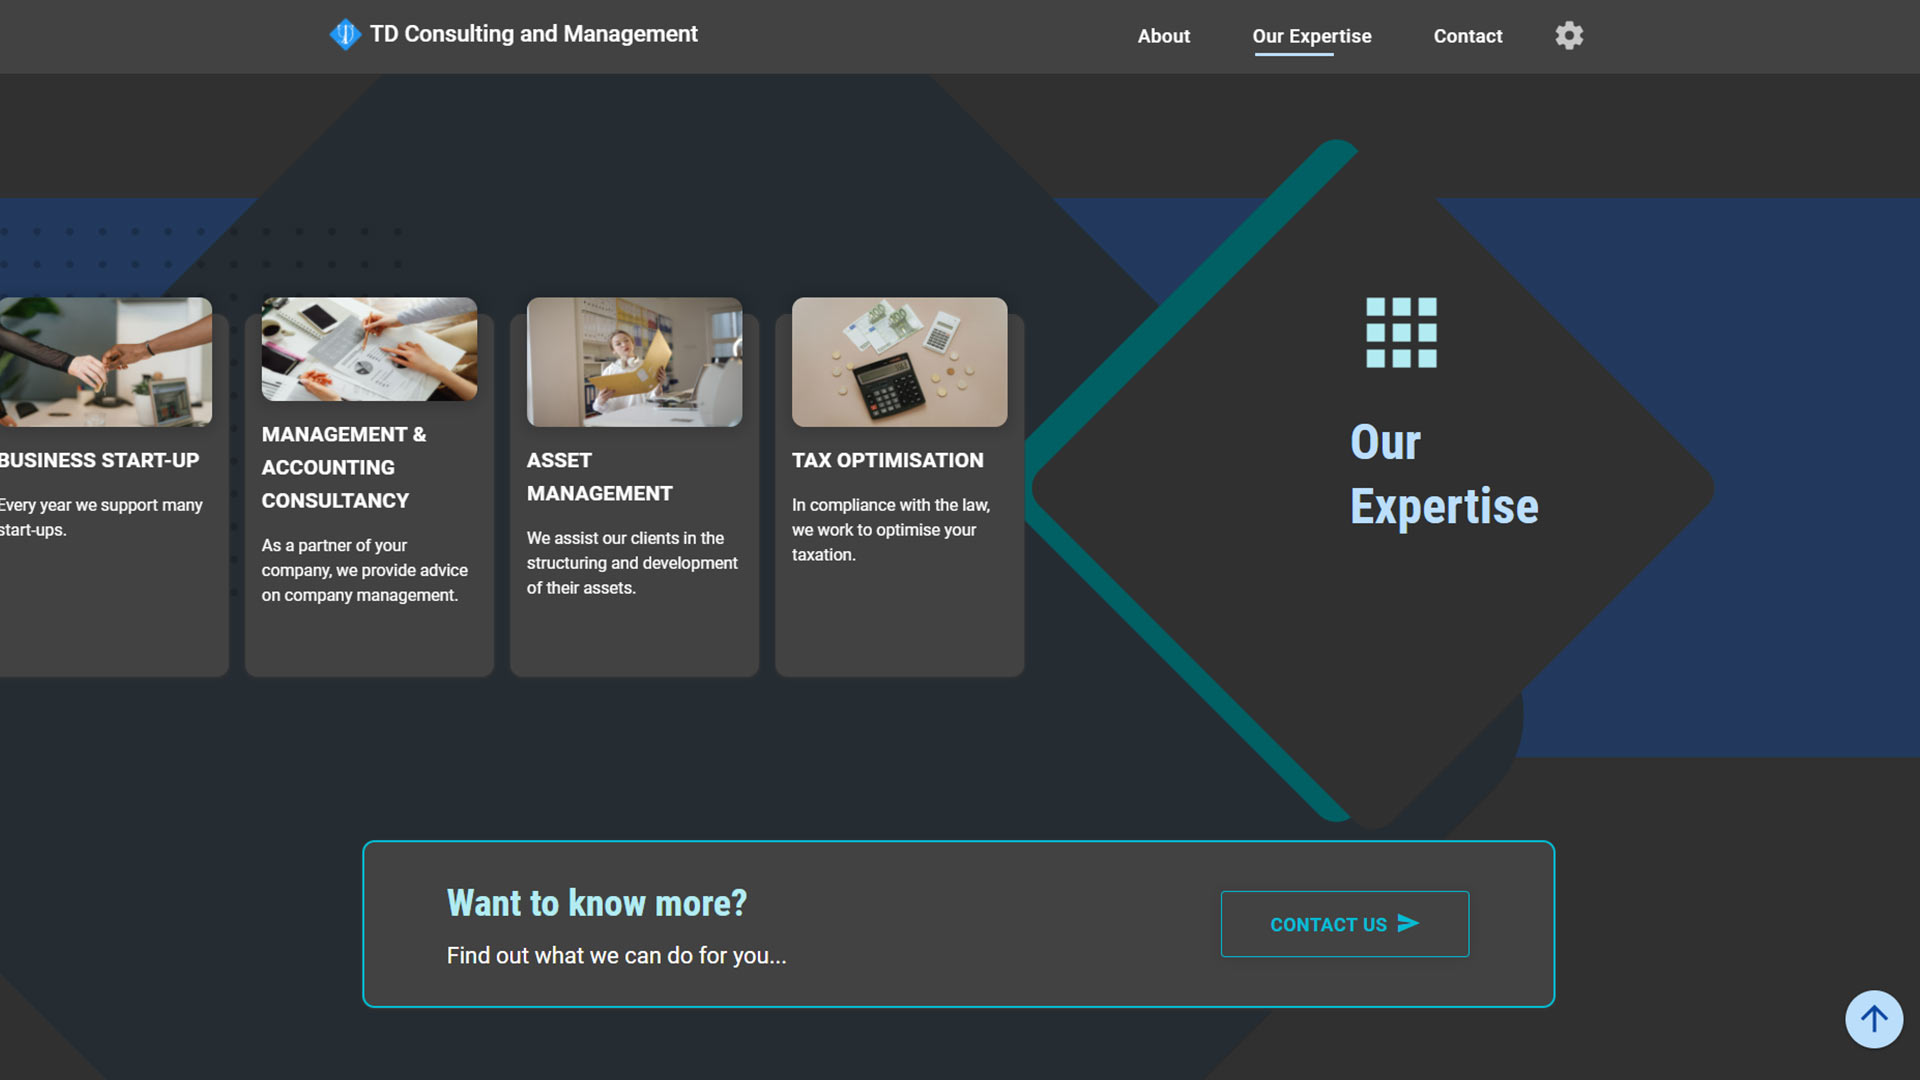 TD Consulting and Management
About
Our Expertise
Contact
BUSINESS START-UP
Every year we support many
start-ups.
MANAGEMENT &
ACCOUNTING
CONSULTANCY
As a partner of your
company, we provide advice
on company management.
ASSET
MANAGEMENT
We assist our clients in the
structuring and development
of their assets.
TAX OPTIMISATION
In compliance with the law,
we work to optimise your
taxation.
Our
Expertise
Want to know more?
Find out what we can do for you...
CONTACT US